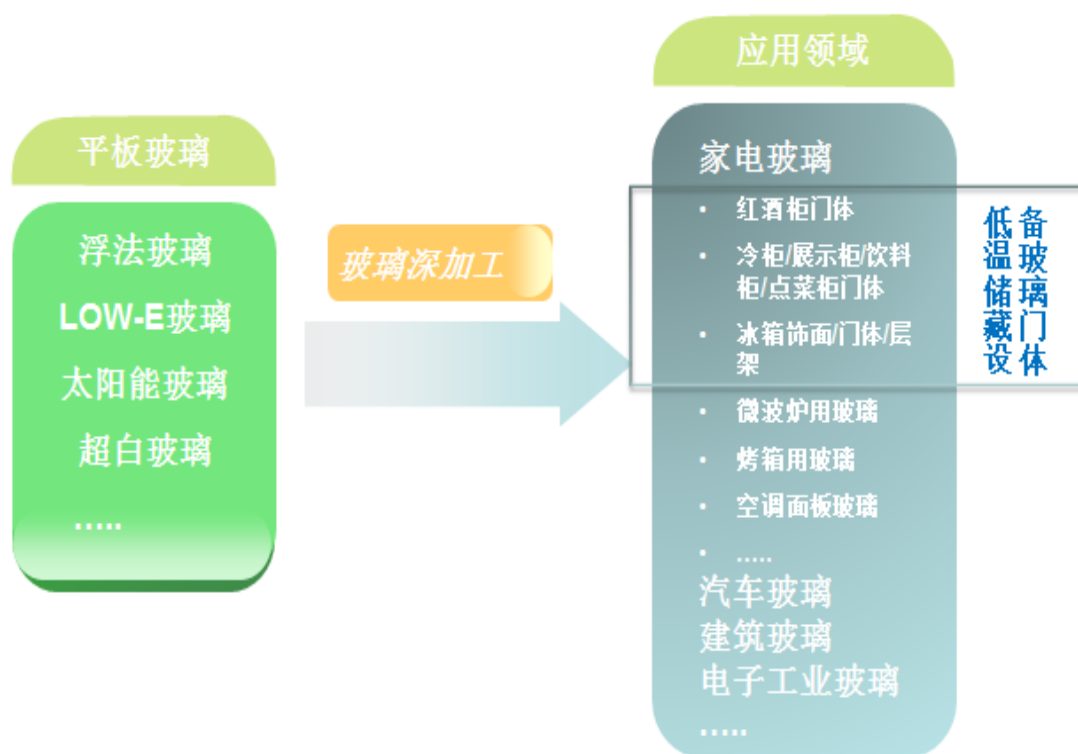 平板玻璃
浮法玻璃
LOW-E玻璃
太阳能玻璃
超白玻璃
.....
玻璃深加工
应用领域
家电玻璃
• 红酒柜门体
• 冷柜/展示柜/饮料
柜/点菜柜门体
• 冰箱饰面/门体/层
架
• 微波炉用玻璃
• 烤箱用玻璃
• 空调面板玻璃
• .....
汽车玻璃
建筑玻璃
电子工业玻璃
.....
低温储藏设
备玻璃门体